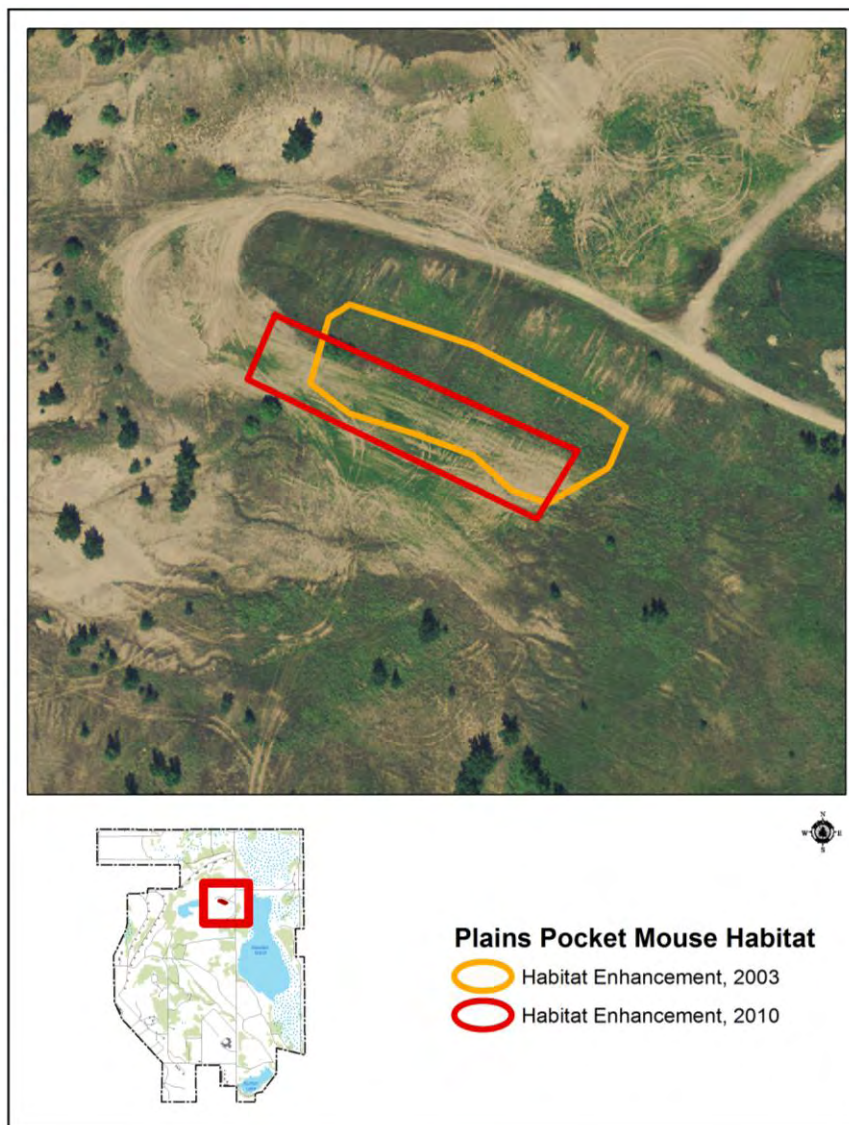 N
W E
S
Plains Pocket Mouse Habitat
Habitat Enhancement, 2003
Habitat Enhancement, 2010